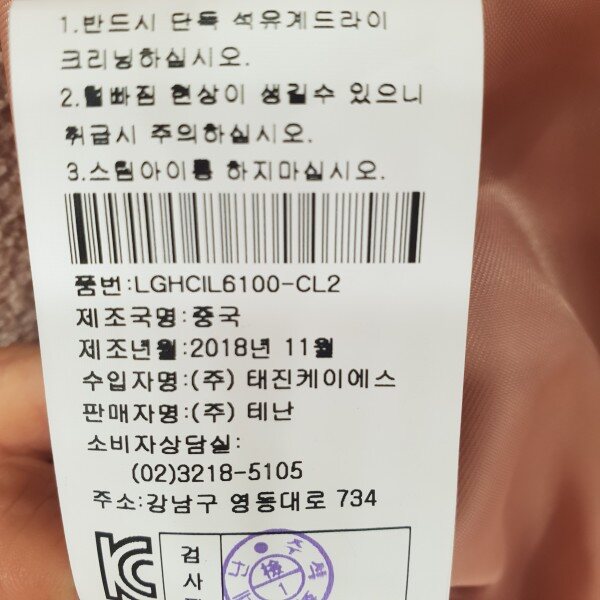 1.반드시 단독 석유계드라이
크리닝하십시오.
2.털빠짐 현상이 생길수 있으니
취급시 주의하십시오.
3.스팀아이롱 하지마십시오.
품번:LGHCIL6100-CL2
제조국명:중국
제조년월:2018년 11월
수입자명:(주) 태진케이에스
판매자명:(주) 테난
소비자상담실:
(02)3218-5105
주소:강남구 영동대로 734
검
사